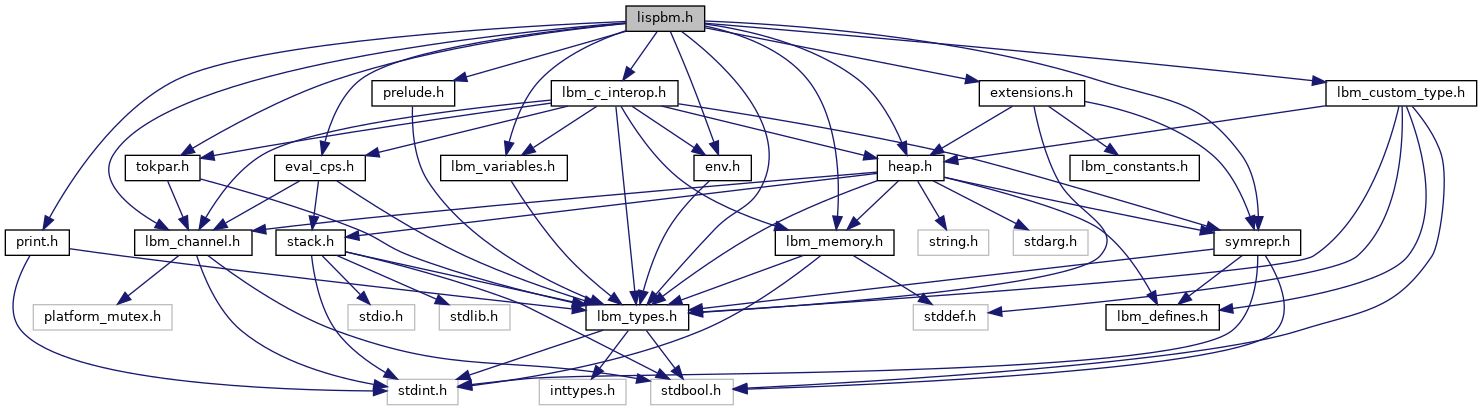 lispbm.h
prelude.h
lbm_c_interop.h
extensions.h
lbm_custom_type.h
tokpar.h
eval_cps.h
lbm_variables.h
env.h
heap.h
lbm_constants.h
print.h
lbm_channel.h
stack.h
lbm_memory.h
string.h
stdarg.h
symrepr.h
platform_mutex.h
stdio.h
stdlib.h
lbm_types.h
stddef.h
lbm_defines.h
stdint.h
inttypes.h
stdbool.h